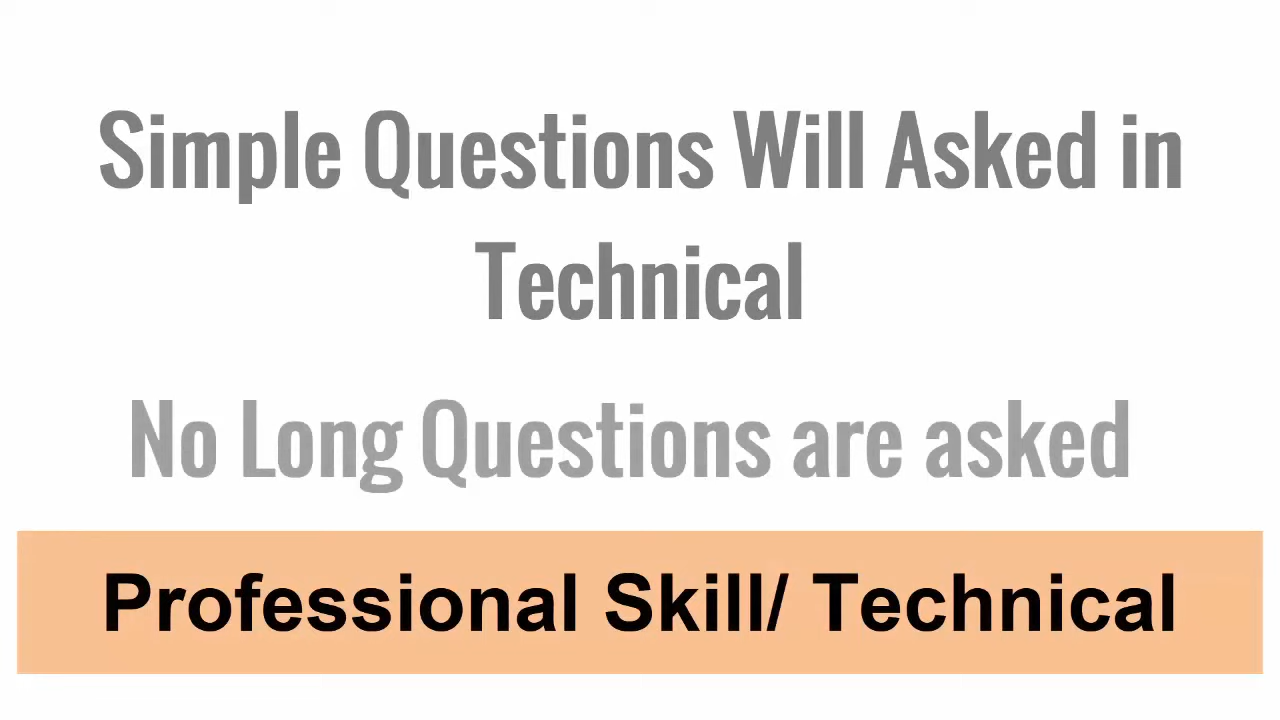 Simple Questions Will Asked in
Technical
No Long Questions are asked
Professional Skill/ Technical